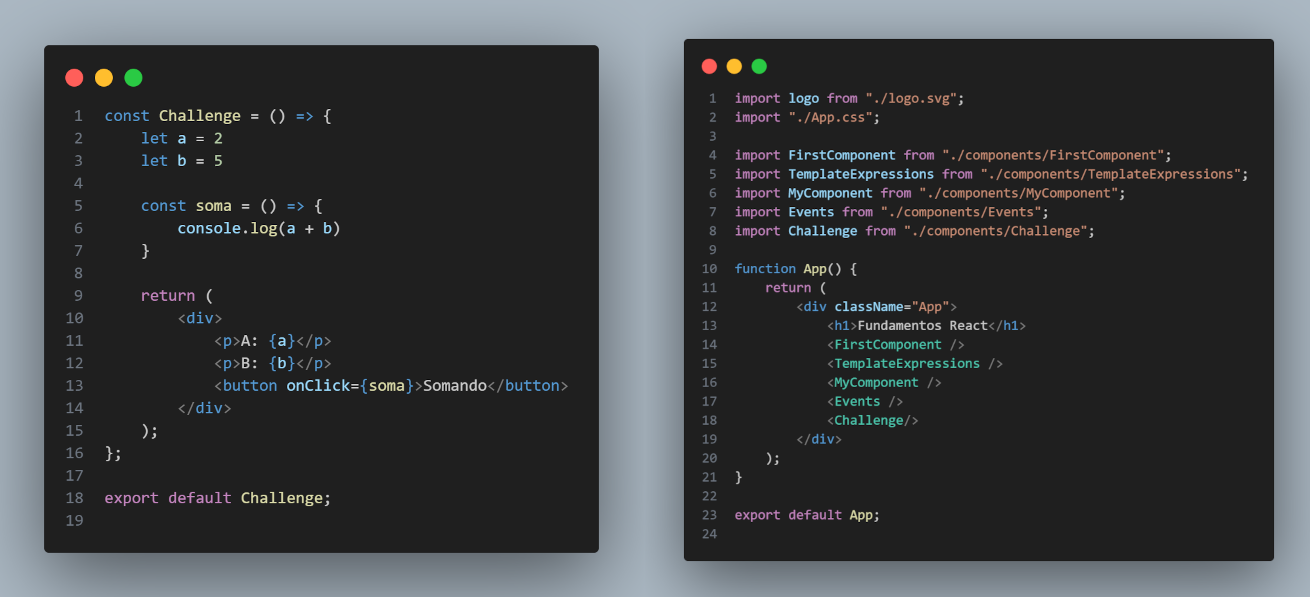 1 const Challenge = () => {
2     let a = 2
3     let b = 5
4
5     const soma = () => {
6         console.log(a + b)
7     }
8
9     return (
10         <div>
11             <p>A: {a}</p>
12             <p>B: {b}</p>
13             <button onClick={soma}>Somando</button>
14         </div>
15     );
16 };
17
18 export default Challenge;
19
1 import logo from "./logo.svg";
2 import "./App.css";
3
4 import FirstComponent from "./components/FirstComponent";
5 import TemplateExpressions from "./components/TemplateExpressions";
6 import MyComponent from "./components/MyComponent";
7 import Events from "./components/Events";
8 import Challenge from "./components/Challenge";
9
10 function App() {
11     return (
12         <div className="App">
13             <h1>Fundamentos React</h1>
14             <FirstComponent />
15             <TemplateExpressions />
16             <MyComponent />
17             <Events />
18             <Challenge/>
19         </div>
20     );
21 }
22
23 export default App;
24